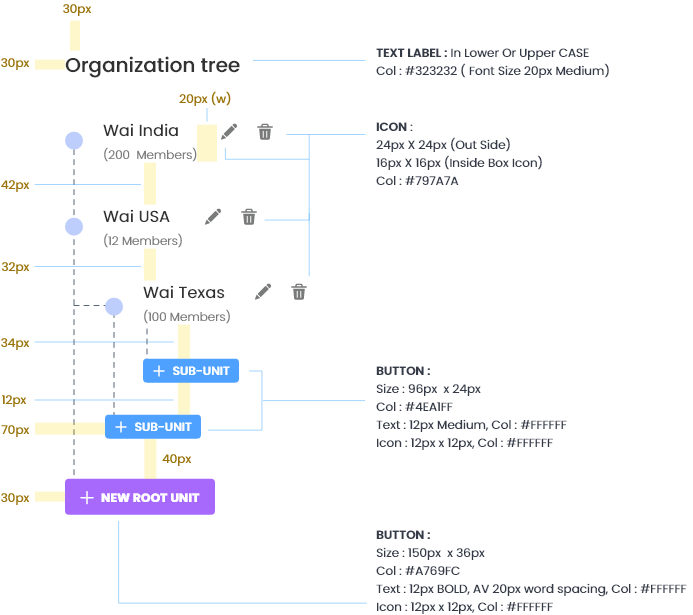 30px
30px
Organization tree
TEXT LABEL : In Lower Or Upper CASE
Col : #323232 ( Font Size 20px Medium)
20px (w)
Wai India
(200 Members)
ICON :
24px X 24px (Out Side)
16px X 16px (Inside Box Icon)
Col : #797A7A
42px
Wai USA
(12 Members)
32px
Wai Texas
(100 Members)
34px
+ SUB-UNIT
BUTTON :
Size : 96px x 24px
Col : #4EA1FF
Text : 12px Medium, Col : #FFFFFF
Icon : 12px x 12px, Col : #FFFFFF
12px
70px
+ SUB-UNIT
40px
30px
+ NEW ROOT UNIT
BUTTON :
Size : 150px x 36px
Col : #A769FC
Text : 12px BOLD, AV 20px word spacing, Col : #FFFFFF
Icon : 12px x 12px, Col : #FFFFFF